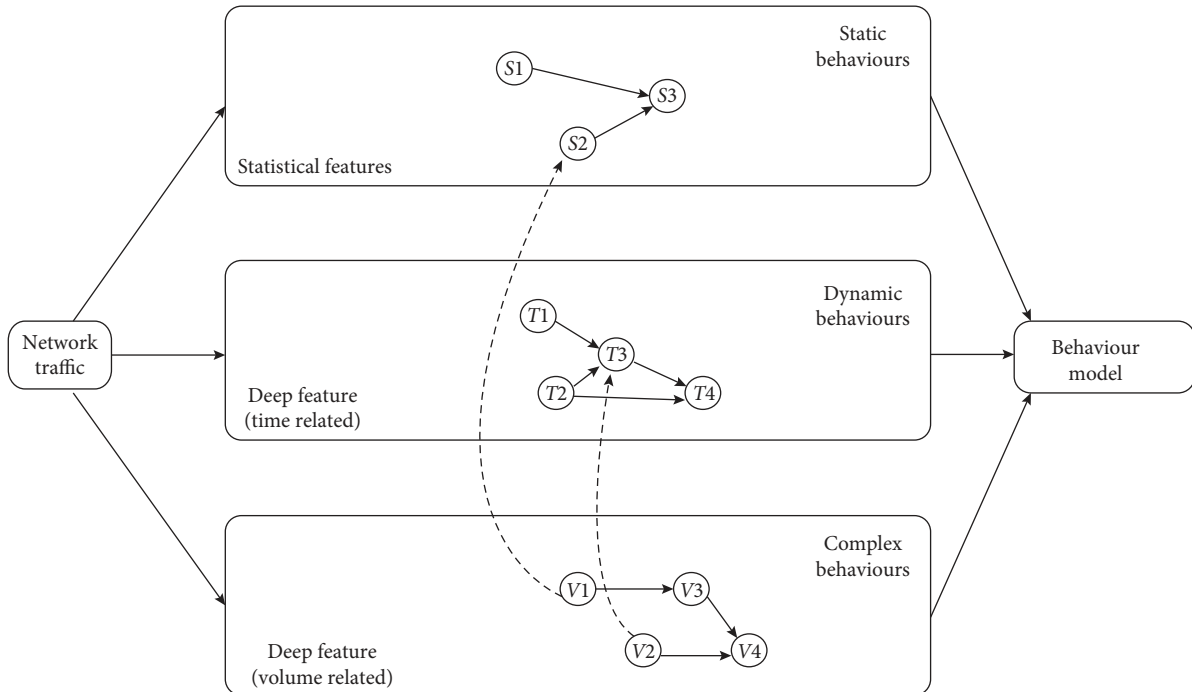 Network
traffic
Static
behaviours
S1
S3
S2
Statistical features
Dynamic
behaviours
T1
T3
T2
T4
Deep feature
(time related)
Complex
behaviours
V1
V3
V2
V4
Deep feature
(volume related)
Behaviour
model